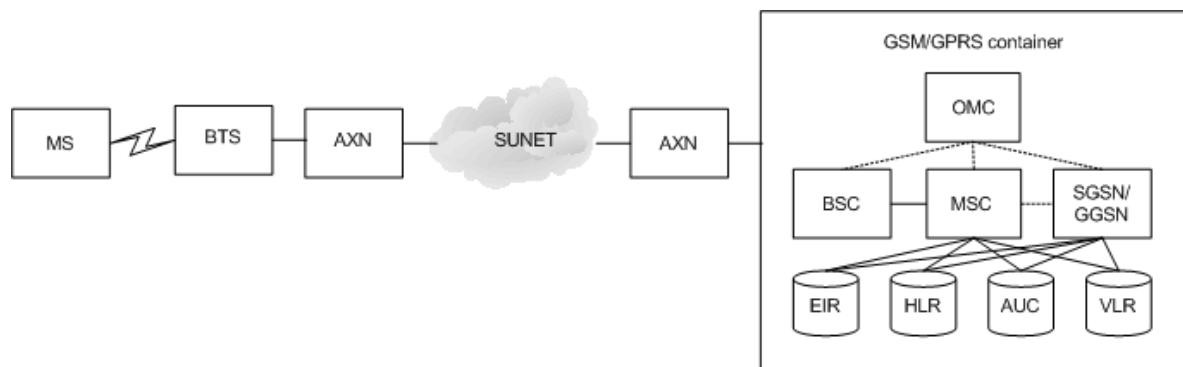 GSM/GPRS container
OMC
MS
BTS
AXN
SUNET
AXN
BSC
MSC
SGSN/
GGSN
EIR
HLR
AUC
VLR